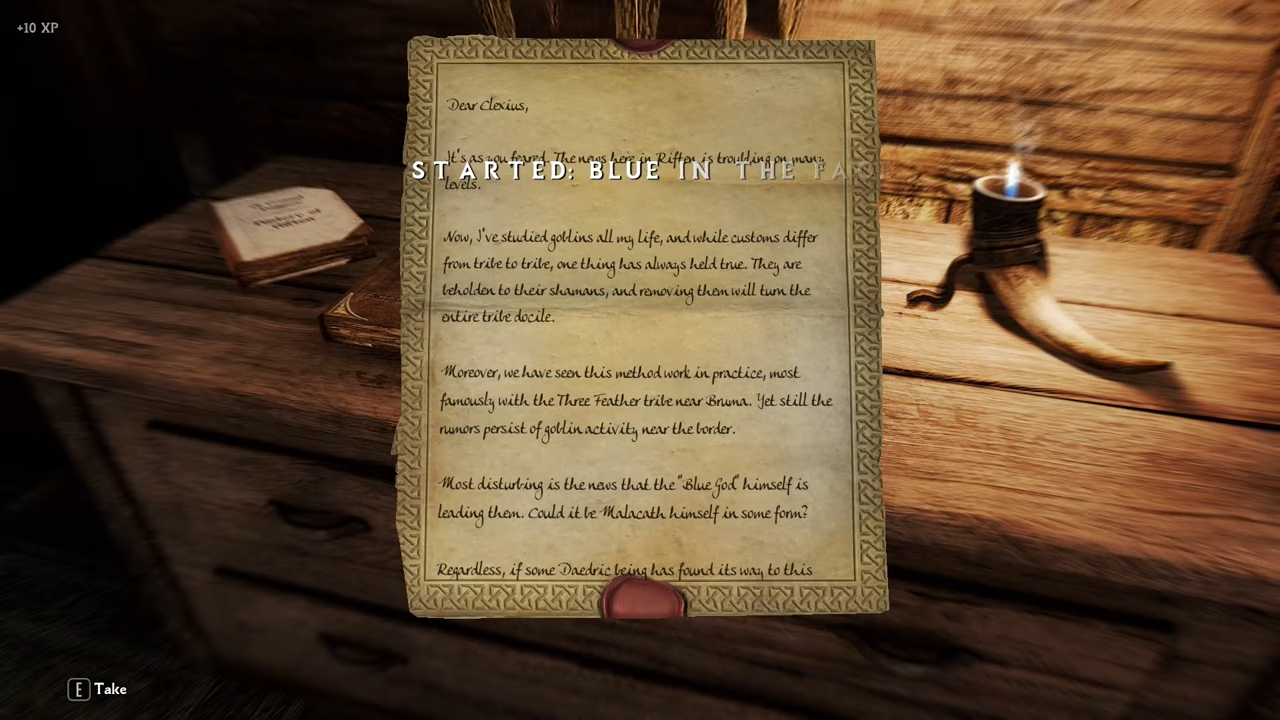 +10 XP
Dear Clexius,
It's as you feared. The news here in Riften is troubling on many
STARTED: BLUE IN THE FA
levels.
Now, I've studied goblins all my life, and while customs differ
from tribe to tribe, one thing has always held true. They are
beholden to their shamans, and removing them will turn the
entire tribe docile.
Moreover, we have seen this method work in practice, most
famously with the Three Feather tribe near Bruma. Yet still the
rumors persist of goblin activity near the border.
Most disturbing is the news that the "Blue God" himself is
leading them. Could it be Malacath himself in some form?
Regardless, if some Daedric being has found its way to this
E Take